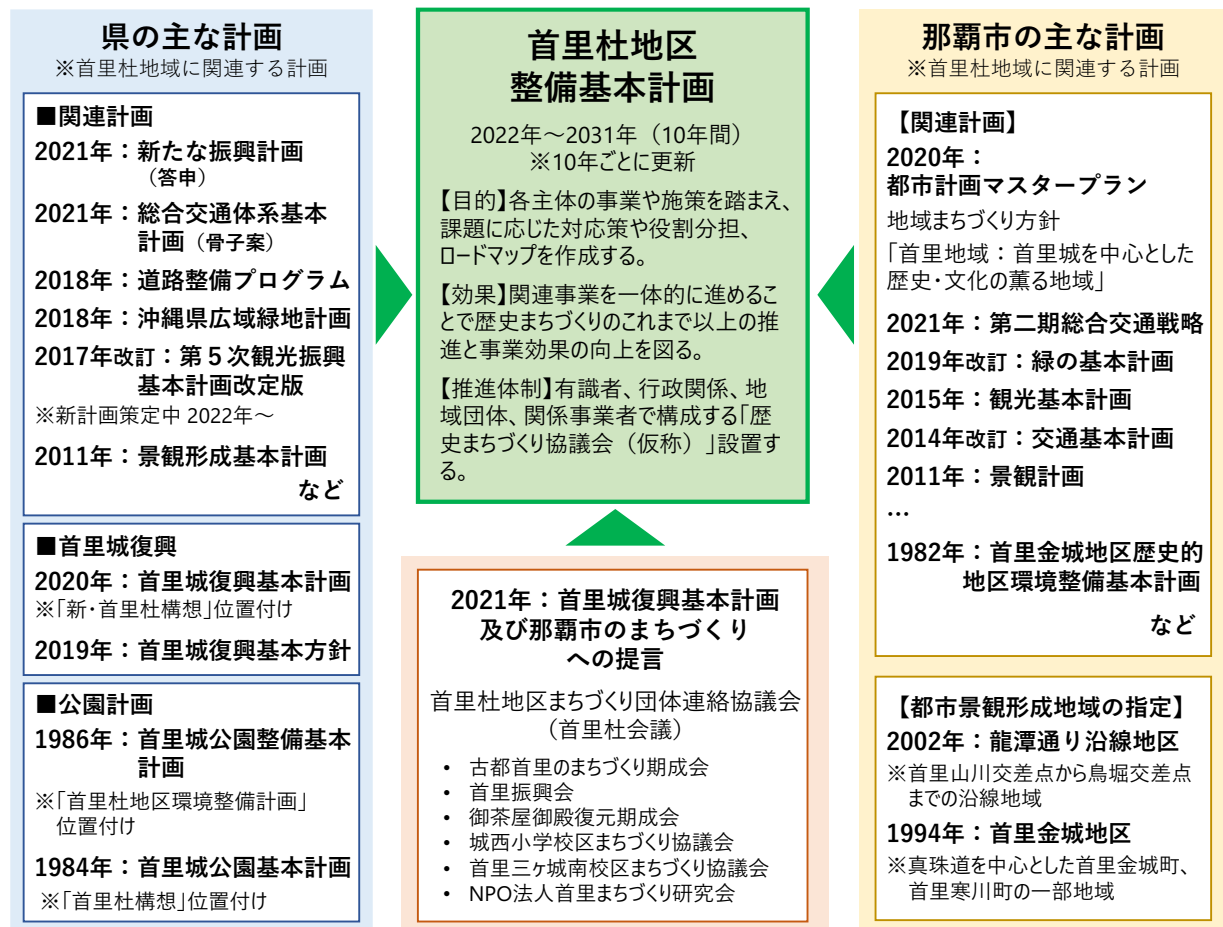 県の主な計画
※首里杜地域に関連する計画
■関連計画
2021年：新たな振興計画
（答申）
2021年：総合交通体系基本
計画（骨子案）
2018年：道路整備プログラム
2018年：沖縄県広域緑地計画
2017年改訂：第５次観光振興
基本計画改定版
※新計画策定中 2022年～
2011年：景観形成基本計画
など
■首里城復興
2020年：首里城復興基本計画
※「新・首里杜構想」位置付け
2019年：首里城復興基本方針
■公園計画
1986年：首里城公園整備基本
計画
※「首里杜地区環境整備計画」
位置付け
1984年：首里城公園基本計画
※「首里杜構想」位置付け
首里杜地区
整備基本計画
2022年～2031年（10年間）
※10年ごとに更新
【目的】各主体の事業や施策を踏まえ、
課題に応じた対応策や役割分担、
ロードマップを作成する。
【効果】関連事業を一体的に進めるこ
とで歴史まちづくりのこれまで以上の推
進と事業効果の向上を図る。
【推進体制】有識者、行政関係、地
域団体、関係事業者で構成する「歴
史まちづくり協議会（仮称）」設置す
る。
2021年：首里城復興基本計画
及び那覇市のまちづくり
への提言
首里杜地区まちづくり団体連絡協議会
（首里杜会議）
• 古都首里のまちづくり期成会
• 首里振興会
• 御茶屋御殿復元期成会
• 城西小学校区まちづくり協議会
• 首里三ヶ城南校区まちづくり協議会
• NPO法人首里まちづくり研究会
那覇市の主な計画
※首里杜地域に関連する計画
【関連計画】
2020年：
都市計画マスタープラン
地域まちづくり方針
「首里地域：首里城を中心とした
歴史・文化の薫る地域」
2021年：第二期総合交通戦略
2019年改訂：緑の基本計画
2015年：観光基本計画
2014年改訂：交通基本計画
2011年：景観計画
…
1982年：首里金城地区歴史的
地区環境整備基本計画
など
【都市景観形成地域の指定】
2002年：龍潭通り沿線地区
※首里山川交差点から鳥堀交差点
までの沿線地域
1994年：首里金城地区
※真珠道を中心とした首里金城町、
首里寒川町の一部地域